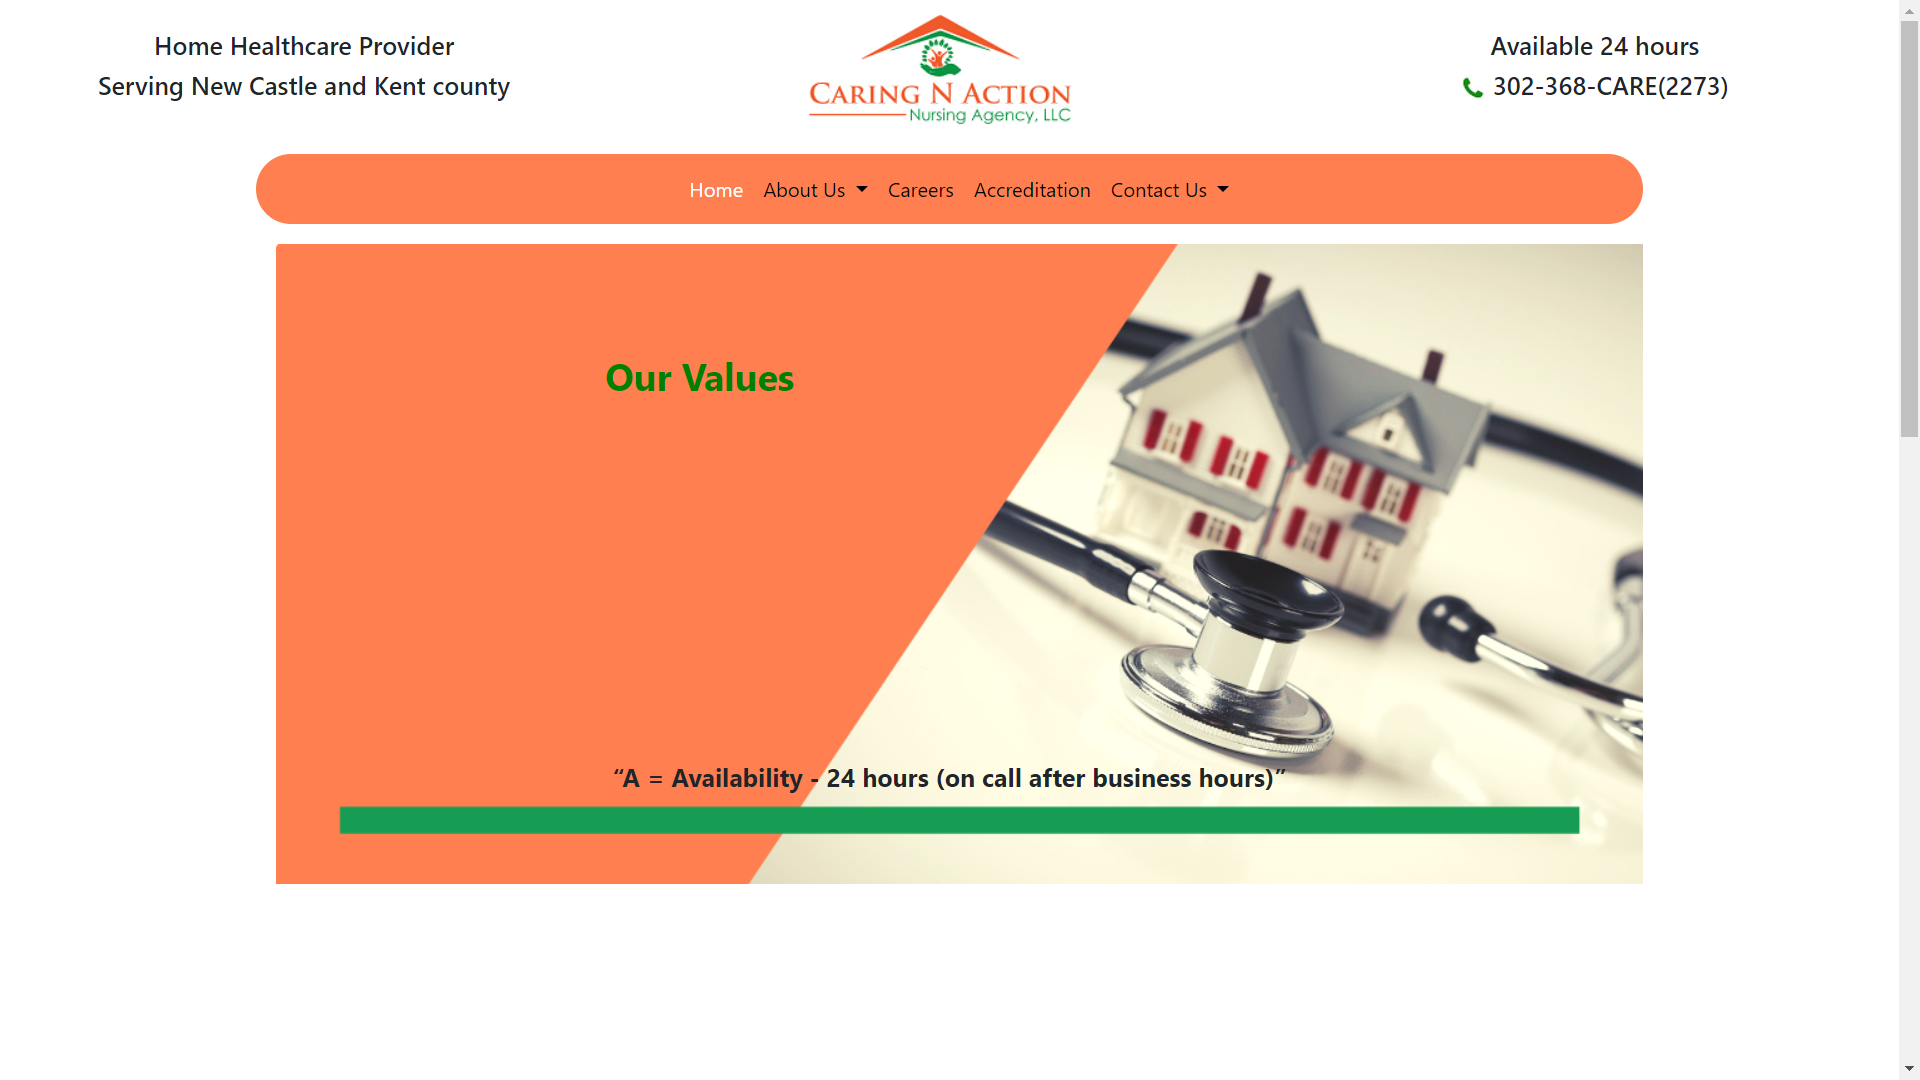 Home Healthcare Provider
Serving New Castle and Kent county
CARING N ACTION
Nursing Agency, LLC
Available 24 hours
302-368-CARE(2273)
Home About Us Careers Accreditation Contact Us
Our Values
“A = Availability - 24 hours (on call after business hours)”